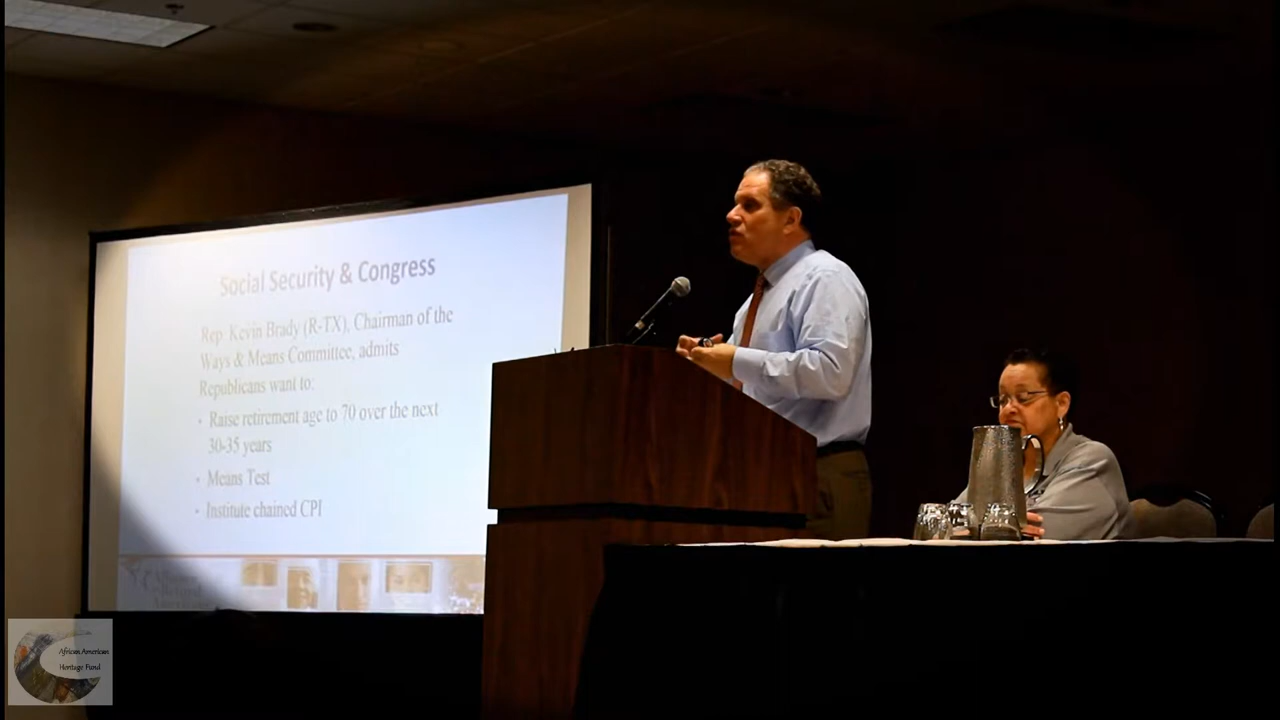 Social Security & Congress
Rep. Kevin Brady (R-TX), Chairman of the
Ways & Means Committee, admits
Republicans want to:
• Raise retirement age to 70 over the next
30-35 years
• Means Test
• Institute chained CPI
African American
Heritage Fund